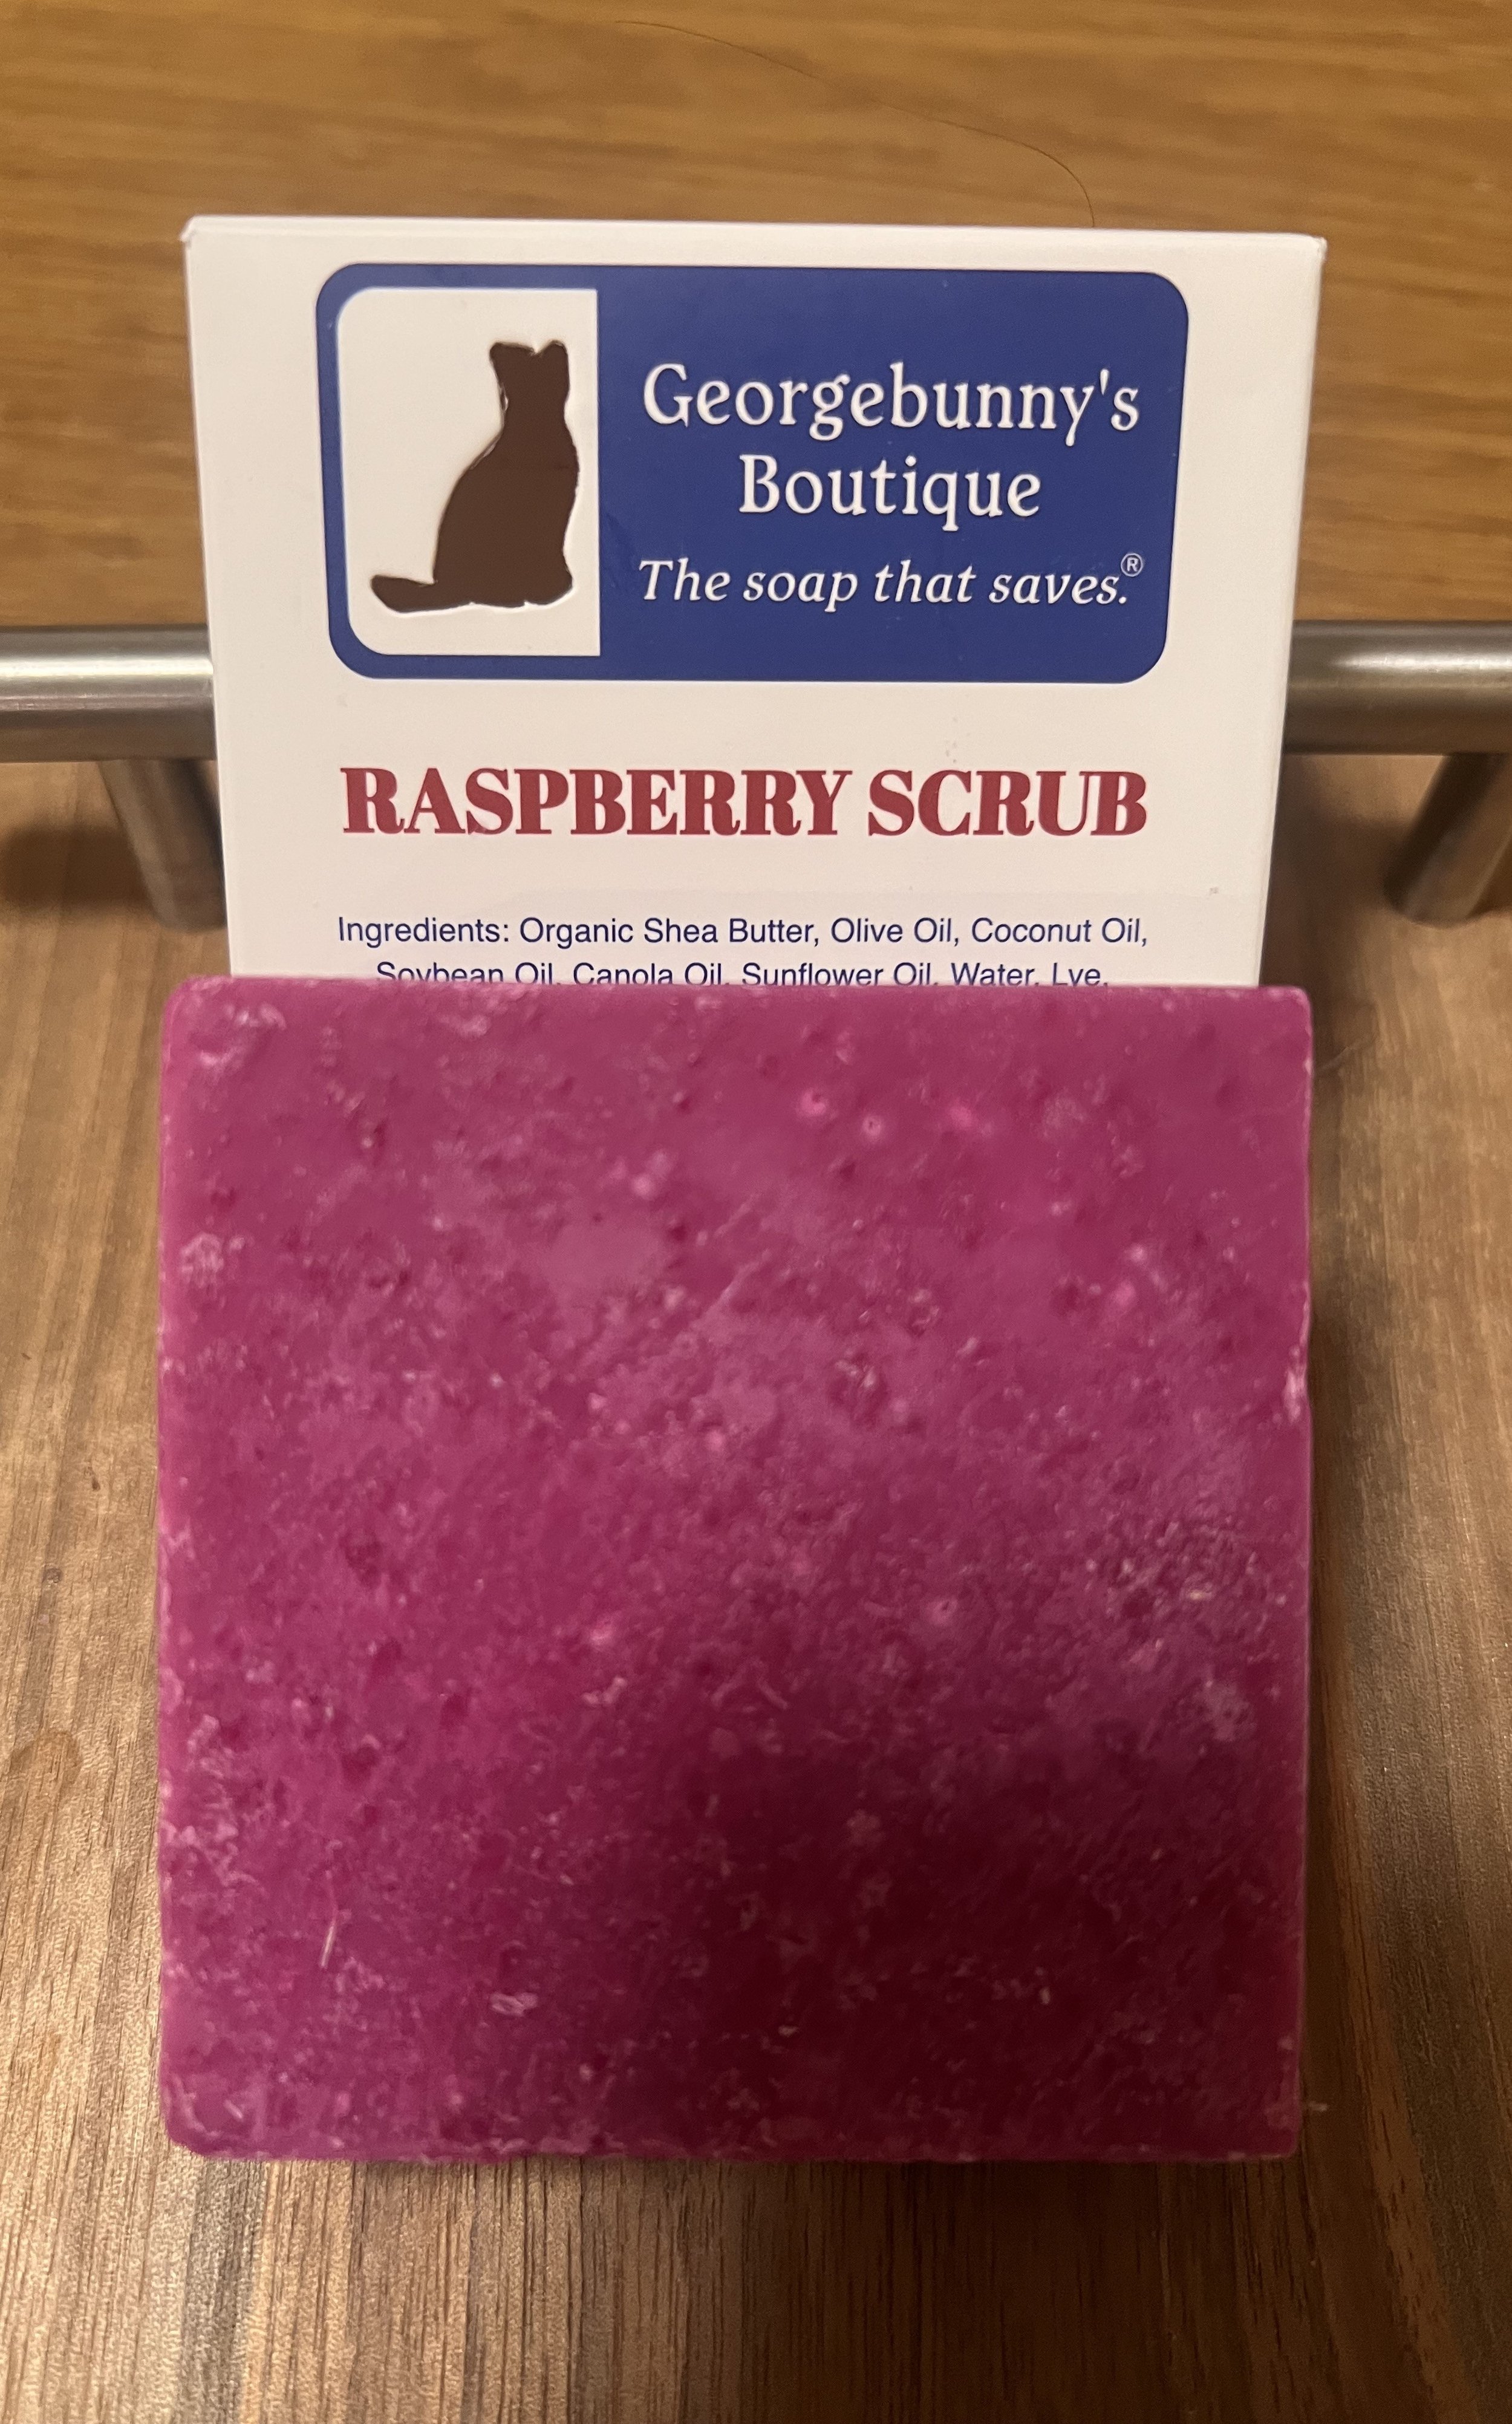 Georgebunny's
Boutique
The soap that saves.®
RASPBERRY SCRUB
Ingredients: Organic Shea Butter, Olive Oil, Coconut Oil,
Soybean Oil, Canola Oil, Sunflower Oil, Water, Lye,